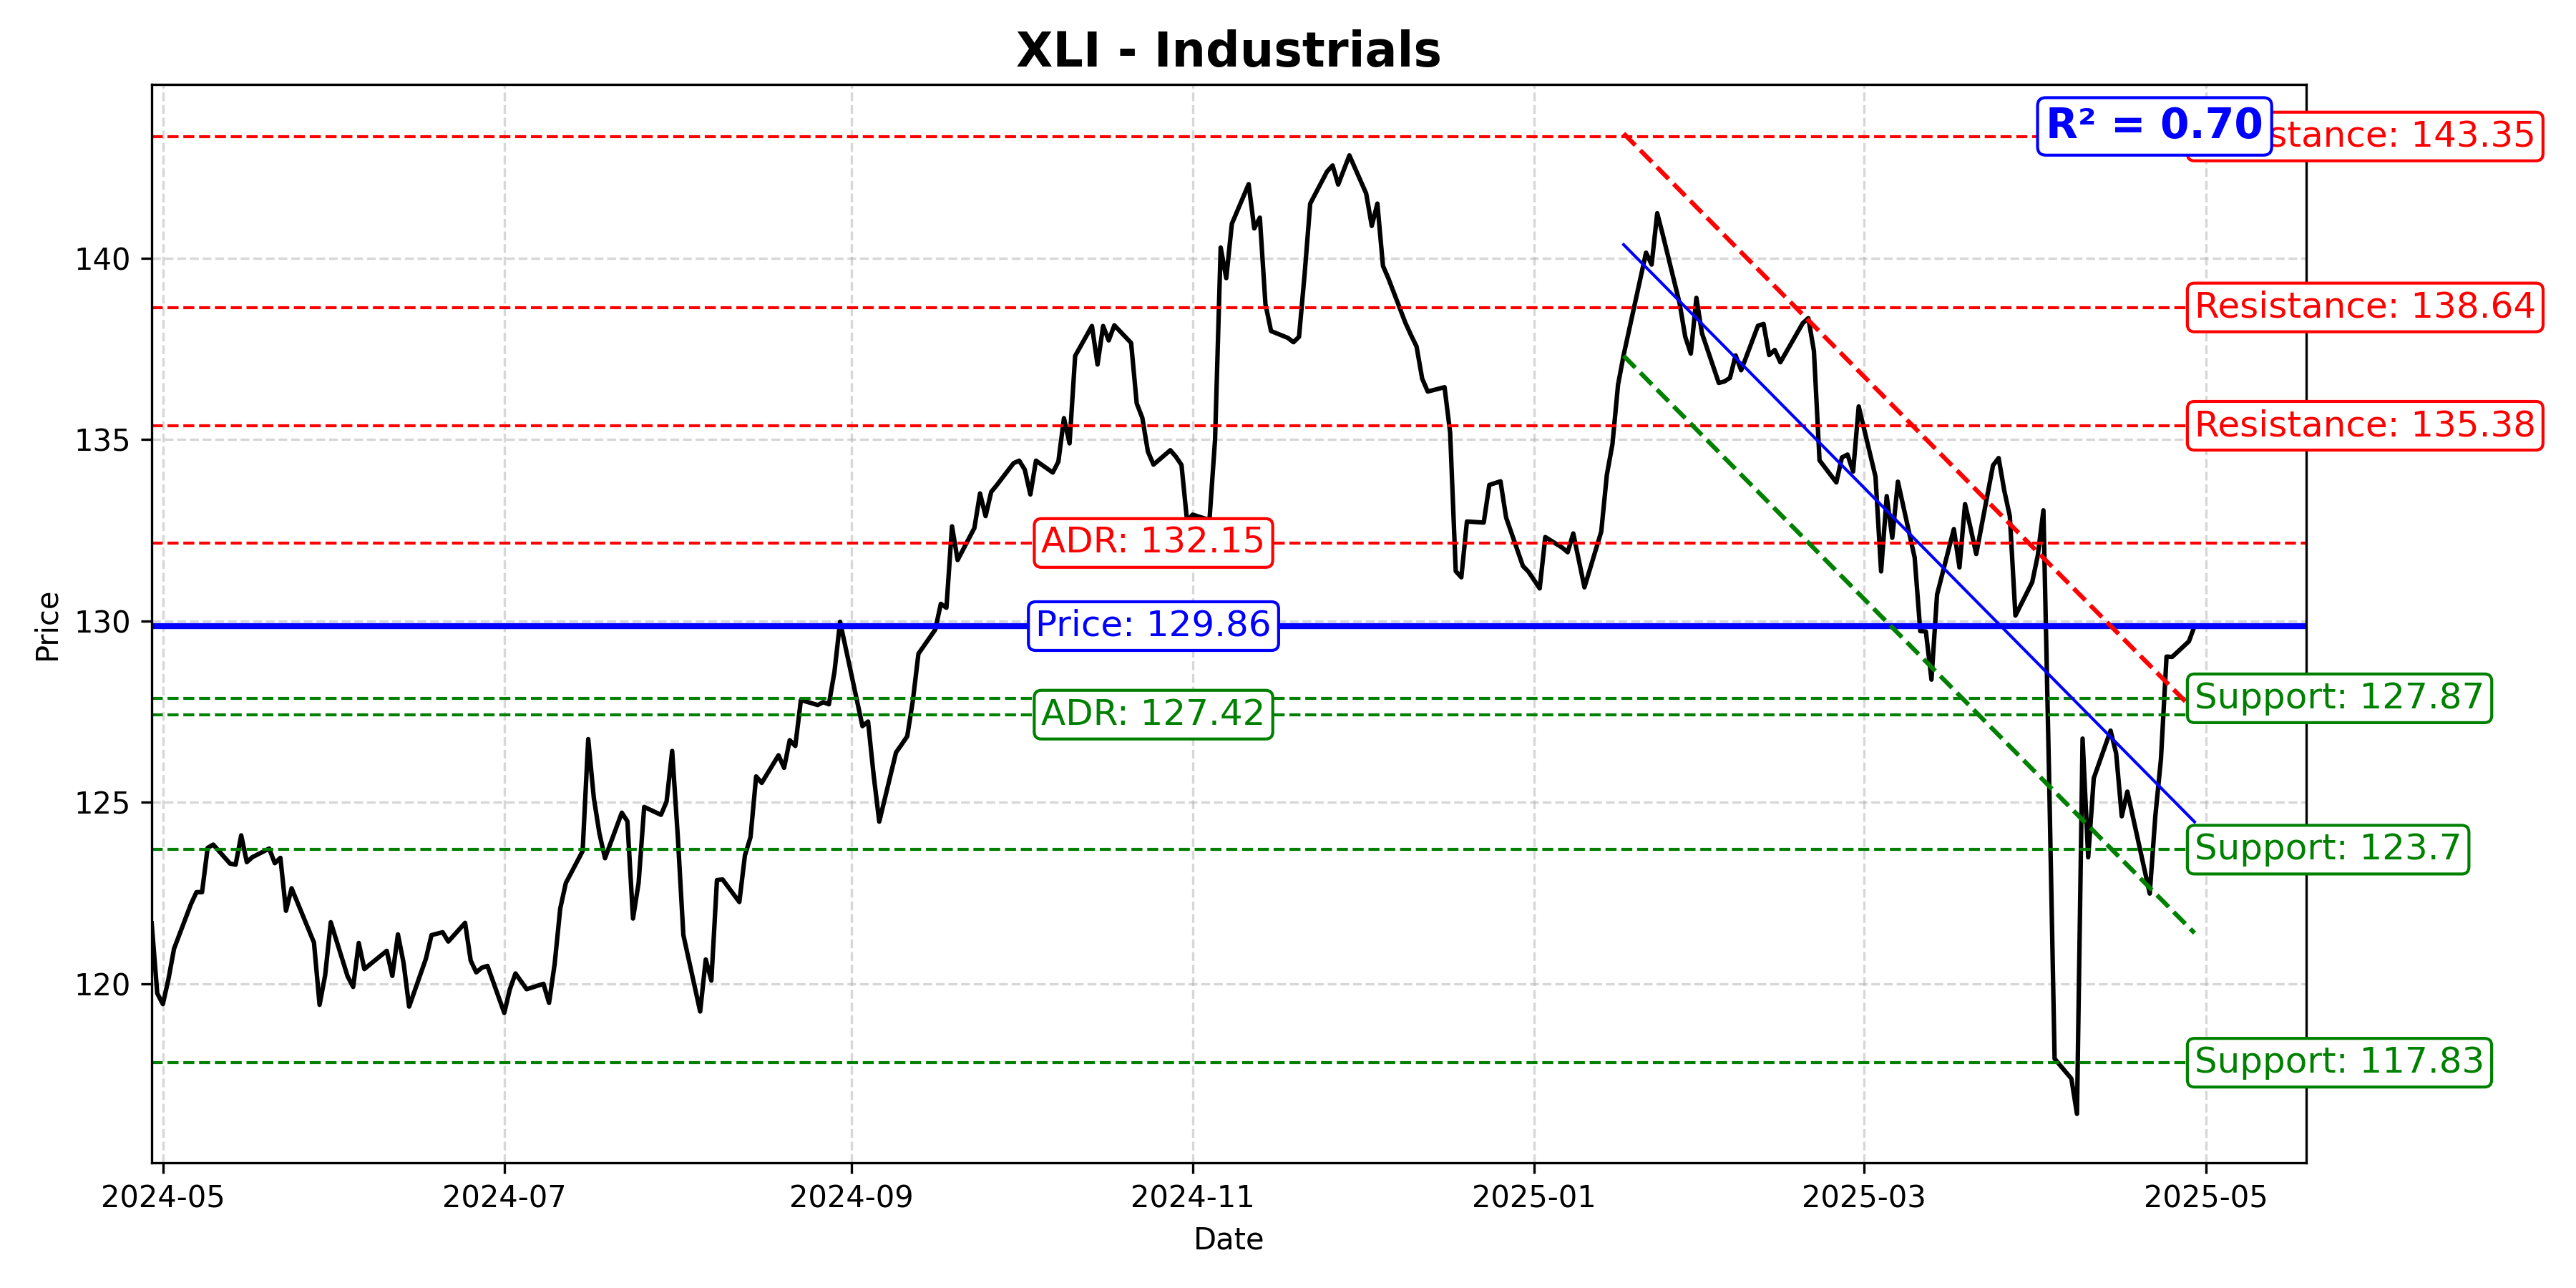 XLI - Industrials
R² = 0.70
stance: 143.35
140
Resistance: 138.64
135
Resistance: 135.38
ADR: 132.15
Price
130
Price: 129.86
Support: 127.87
ADR: 127.42
125
Support: 123.7
120
Support: 117.83
2024-05 2024-07 2024-09 2024-11 2025-01 2025-03 2025-05
Date